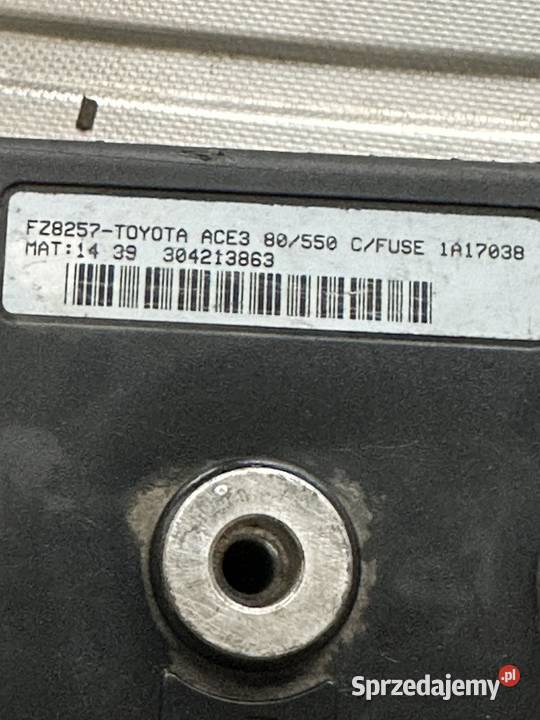 FZ8257-TOYOTA ACE3 80/550 C/FUSE 1A17038
MAT:14 39 304213863
Sprzedajemy.pl